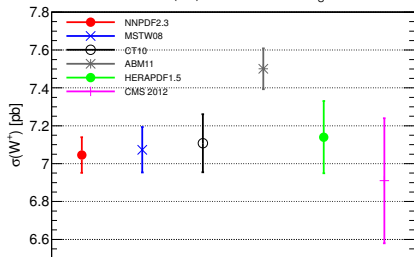 7.8
NNPDF2.3
MSTW08
CT10
7.6
ABM11
HERAPDF1.5
CMS 2012
7.4
σ(W⁺) [pb]
7.2
7
6.8
6.6